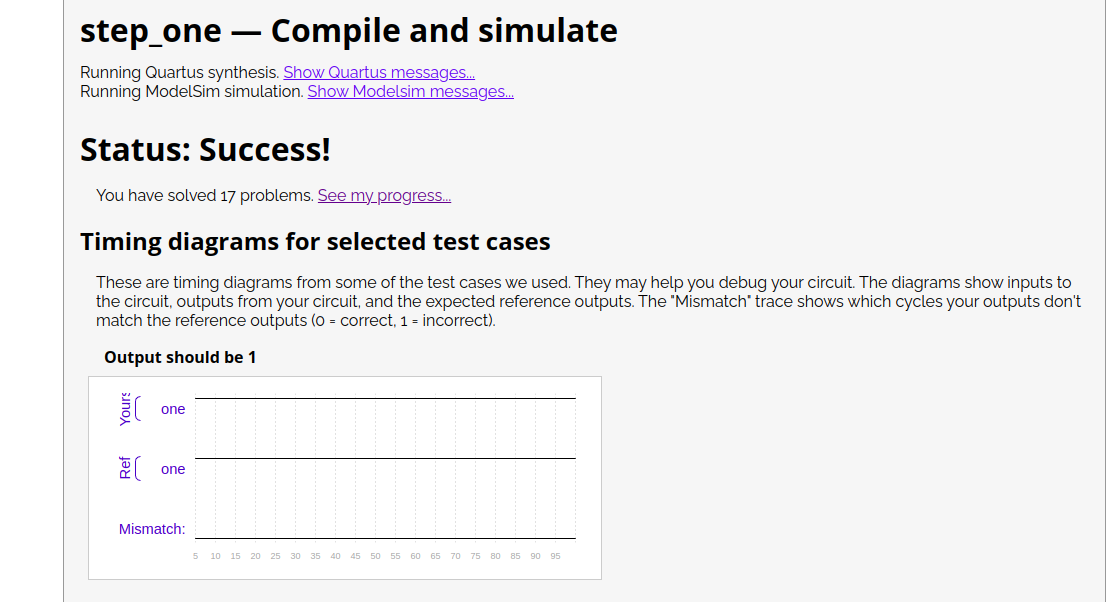 step_one — Compile and simulate
Running Quartus synthesis. Show Quartus messages...
Running ModelSim simulation. Show Modelsim messages...
Status: Success!
You have solved 17 problems. See my progress...
Timing diagrams for selected test cases
These are timing diagrams from some of the test cases we used. They may help you debug your circuit. The diagrams show inputs to
the circuit, outputs from your circuit, and the expected reference outputs. The "Mismatch" trace shows which cycles your outputs don't
match the reference outputs (0 = correct, 1 = incorrect).
Output should be 1
Yours one
Ref one
Mismatch:
5 10 15 20 25 30 35 40 45 50 55 60 65 70 75 80 85 90 95